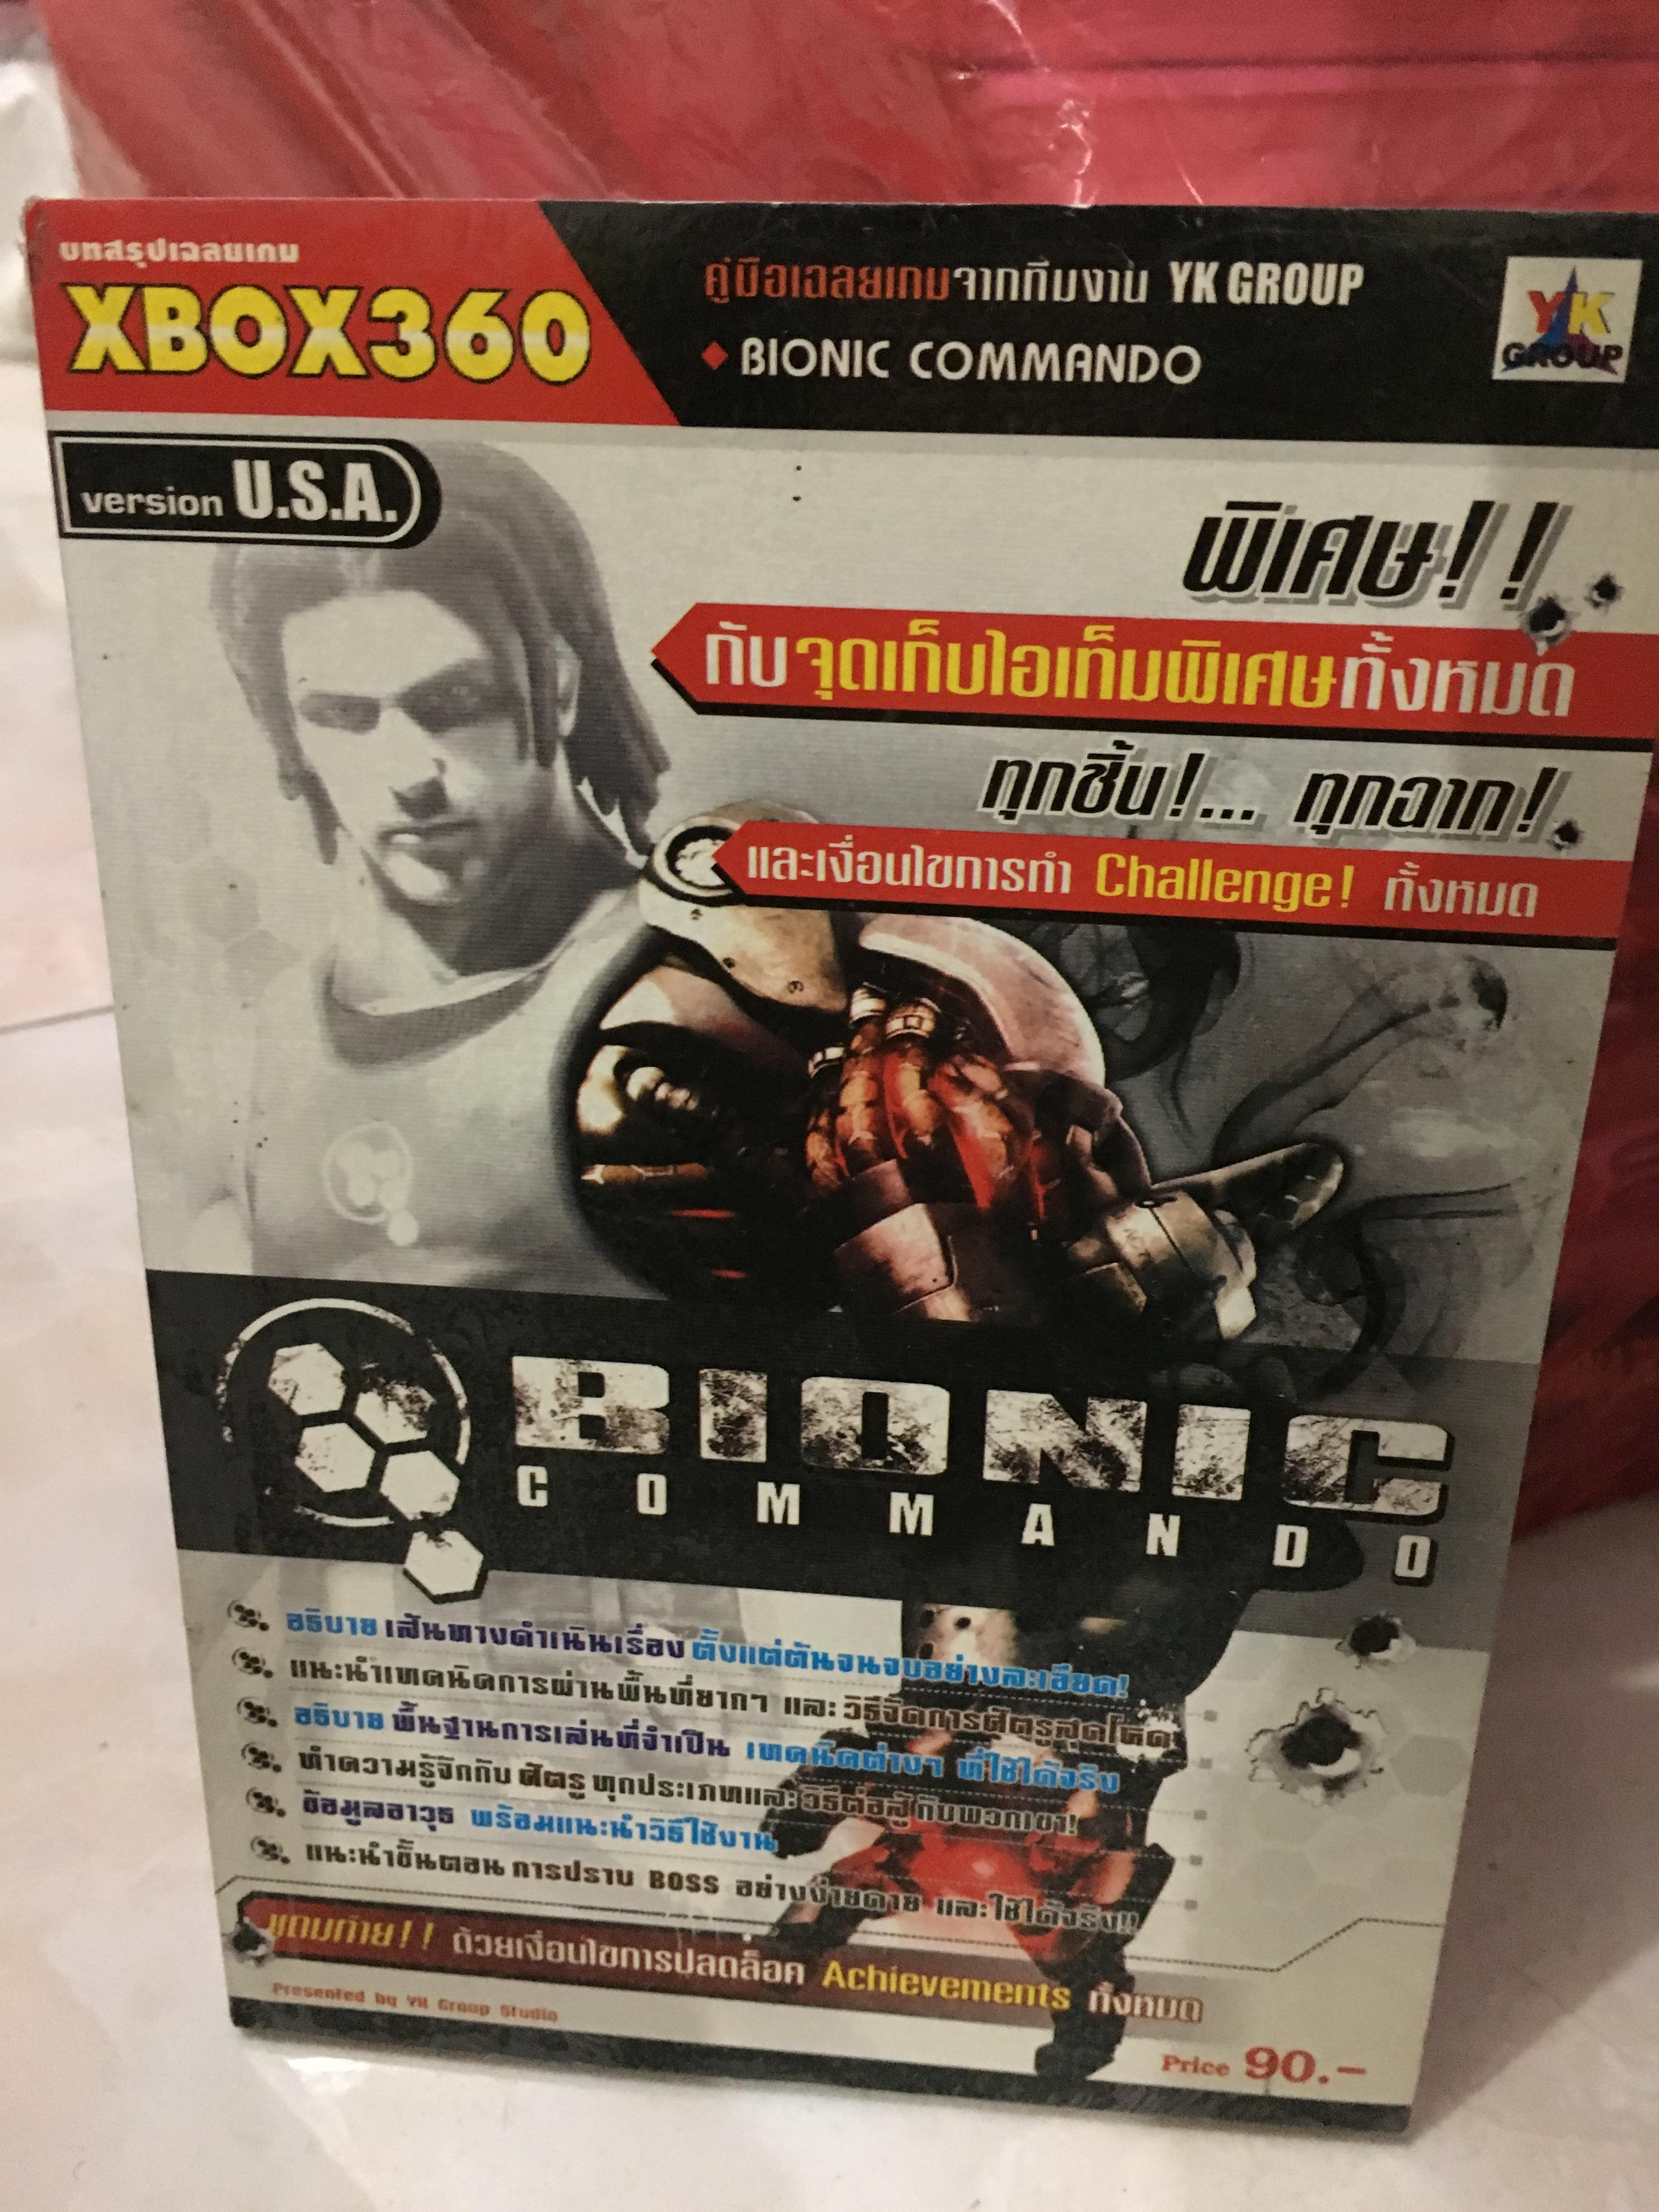 บทสรุปเฉลยเกม
XBOX360
คู่มือเฉลยเกมจากทีมงาน YK GROUP
BIONIC COMMANDO
YK
GROUP
version U.S.A.
พิเศษ!!
กับจุดเก็บไอเท็มพิเศษทั้งหมด
ทุกชิ้น!... ทุกฉาก!
และเงื่อนไขการทำ Challenge! ทั้งหมด
BIONIC
COMMANDO
อธิบาย เส้นทางดำเนินเรื่อง ตั้งแต่ต้นจนจบอย่างละเอียด!
แนะนำเทคนิคการผ่านพื้นที่ยากๆ และ วิธีจัดการศัตรูสุดโหด
อธิบาย พื้นฐานการเล่นที่จำเป็น เทคนิคต่างๆ ที่ใช้ได้จริง
ทำความรู้จักกับ ศัตรู ทุกประเภทและวิธีต่อสู้กับพวกเขา!
ข้อมูลอาวุธ พร้อมแนะนำวิธีใช้งาน
แนะนำขั้นตอน การปราบ BOSS อย่างง่ายดาย และใช้ได้จริง!!
แถมท้าย!! ด้วยเงื่อนไขการปลดล็อค Achievements ทั้งหมด
Presented by YK Group Studio
Price 90.-